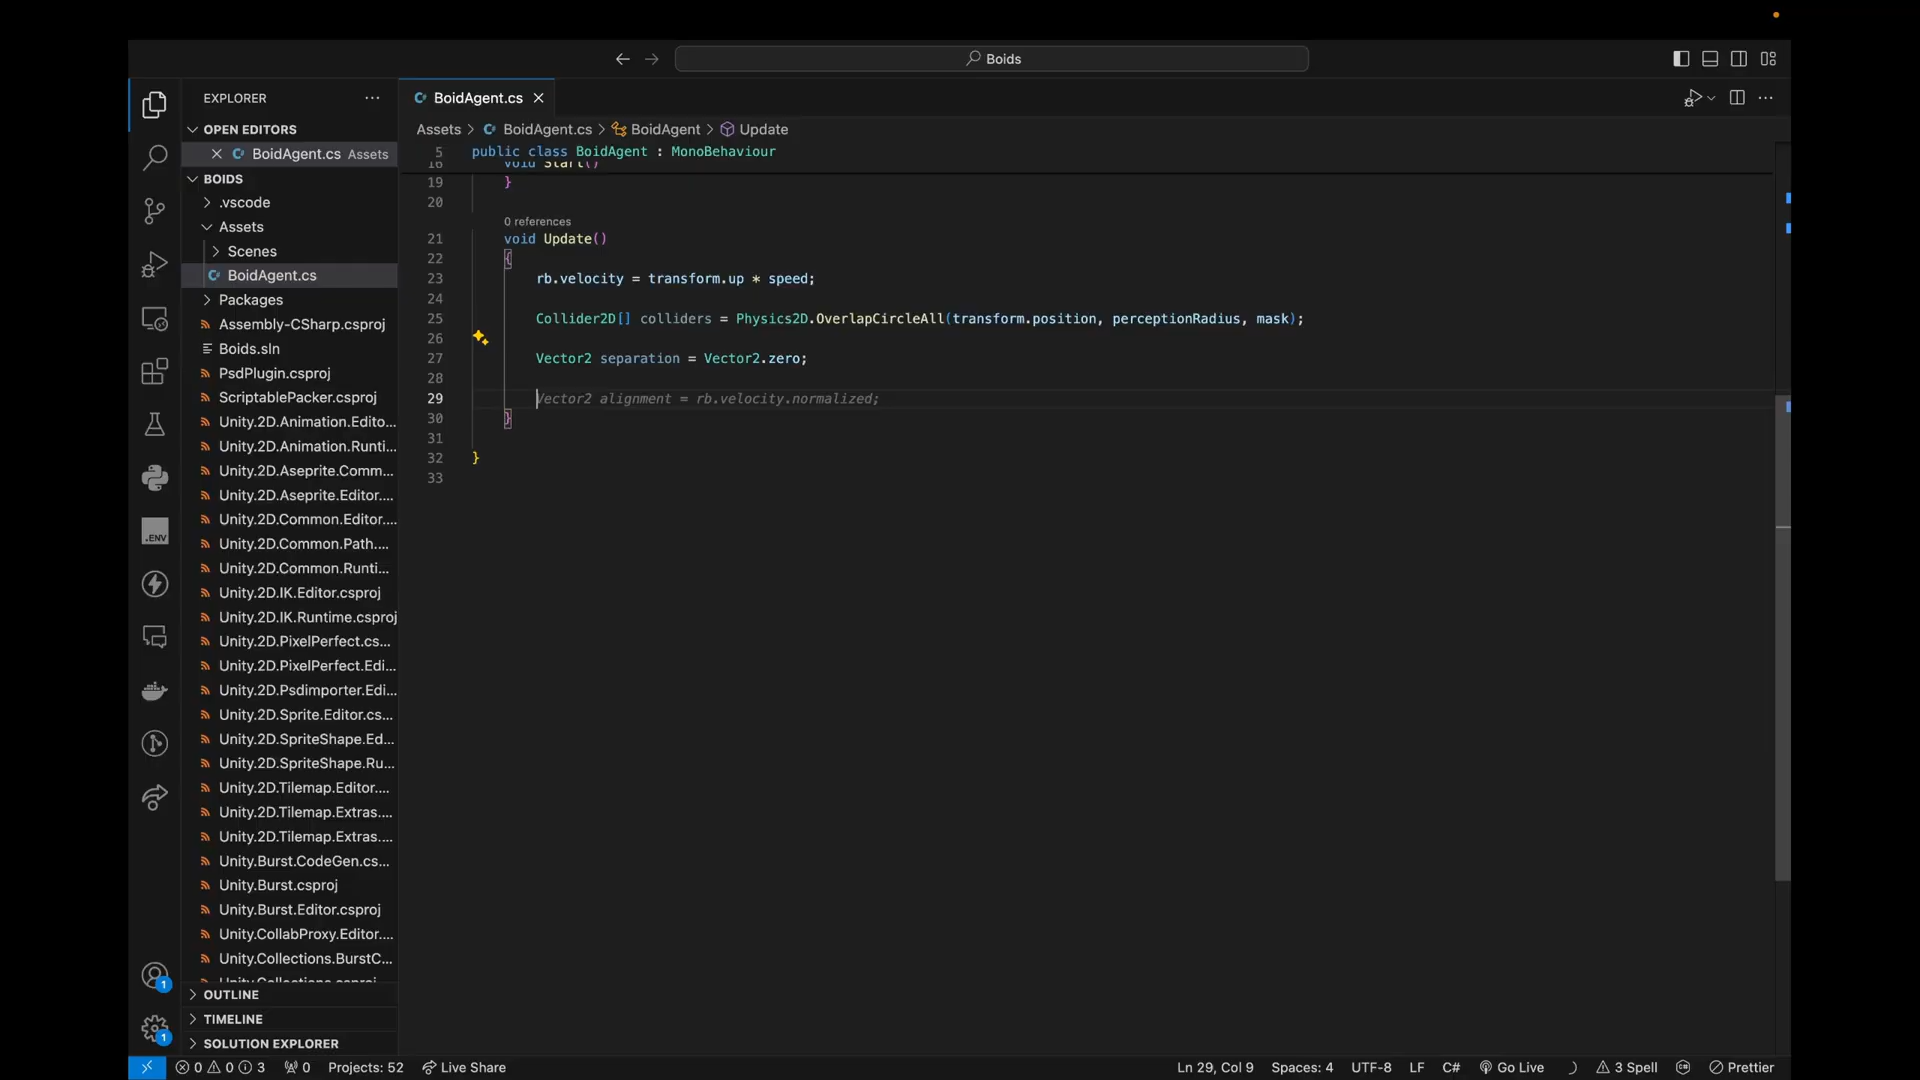 Boids
EXPLORER
OPEN EDITORS
BoidAgent.cs Assets
BOIDS
.vscode
Assets
Scenes
BoidAgent.cs
Packages
Assembly-CSharp.csproj
Boids.sln
PsdPlugin.csproj
ScriptablePacker.csproj
Unity.2D.Animation.Edito...
Unity.2D.Animation.Runti...
Unity.2D.Aseprite.Comm...
Unity.2D.Aseprite.Editor....
Unity.2D.Common.Editor....
Unity.2D.Common.Path....
Unity.2D.Common.Runti...
Unity.2D.IK.Editor.csproj
Unity.2D.IK.Runtime.csproj
Unity.2D.PixelPerfect.cs...
Unity.2D.PixelPerfect.Edi...
Unity.2D.Psdimporter.Edi...
Unity.2D.Sprite.Editor.cs...
Unity.2D.SpriteShape.Ed...
Unity.2D.SpriteShape.Ru...
Unity.2D.Tilemap.Editor....
Unity.2D.Tilemap.Extras....
Unity.2D.Tilemap.Extras....
Unity.Burst.CodeGen.cs...
Unity.Burst.csproj
Unity.Burst.Editor.csproj
Unity.CollabProxy.Editor....
Unity.Collections.BurstC...
Unity.Collections.csproj
OUTLINE
TIMELINE
SOLUTION EXPLORER
.ENV
1
1
BoidAgent.cs
Assets > BoidAgent.cs > BoidAgent > Update
5 public class BoidAgent : MonoBehaviour
16 void Start()
19 }
20
0 references
21 void Update()
22 {
23 rb.velocity = transform.up * speed;
24
25 Collider2D[] colliders = Physics2D.OverlapCircleAll(transform.position, perceptionRadius, mask);
26
27 Vector2 separation = Vector2.zero;
28
29 Vector2 alignment = rb.velocity.normalized;
30 }
31
32 }
33
0 0 3 0 Projects: 52 Live Share Ln 29, Col 9 Spaces: 4 UTF-8 LF C# Go Live 3 Spell Prettier